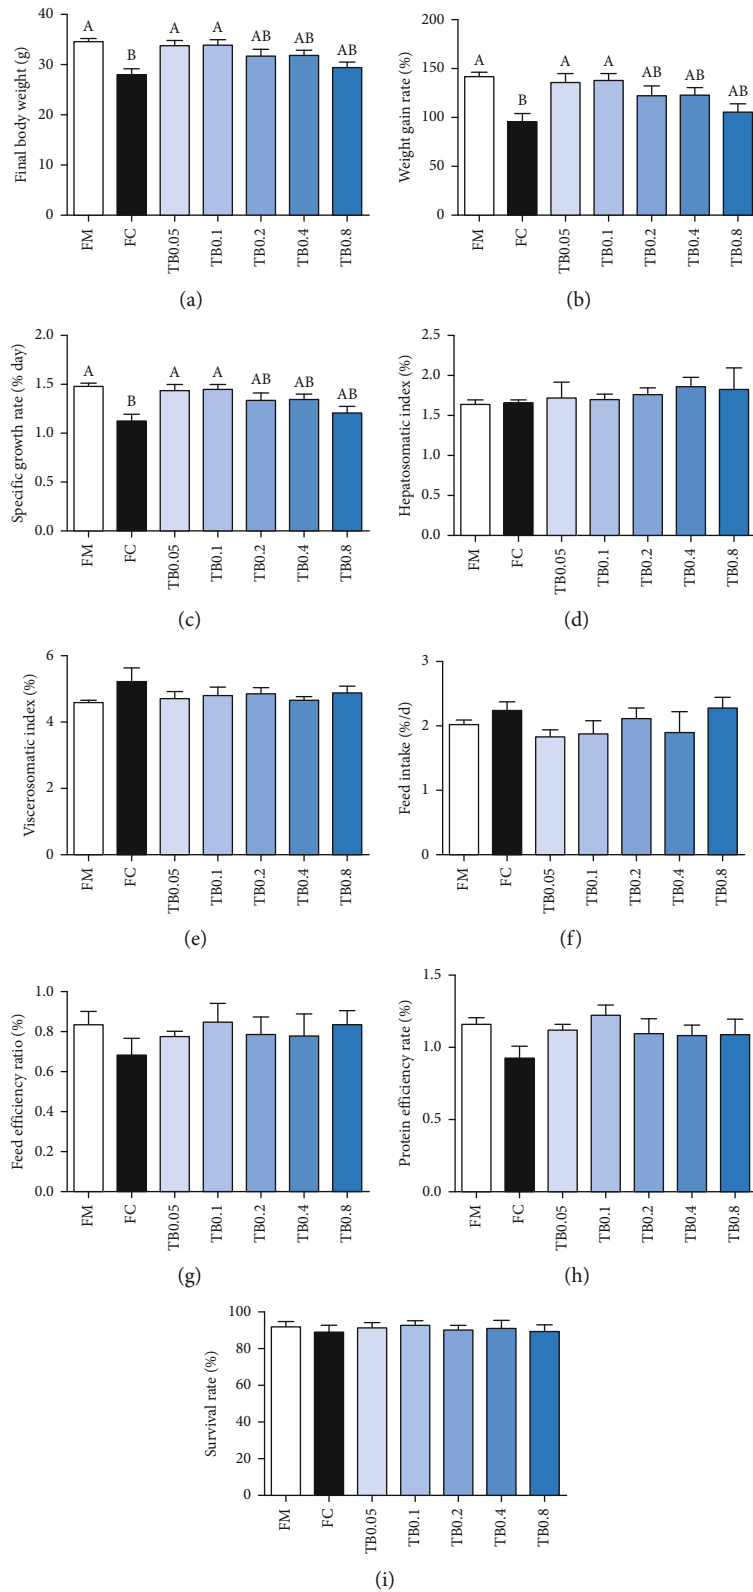 Final body weight (g)
40
30
20
10
0
A
B
A
A
AB
AB
AB
FM
FC
TB0.05
TB0.1
TB0.2
TB0.4
TB0.8
(a)
Weight gain rate (%)
200
150
100
50
0
A
B
A
A
AB
AB
AB
FM
FC
TB0.05
TB0.1
TB0.2
TB0.4
TB0.8
(b)
Specific growth rate (% day)
2.0
1.5
1.0
0.5
0.0
A
B
A
A
AB
AB
AB
FM
FC
TB0.05
TB0.1
TB0.2
TB0.4
TB0.8
(c)
Hepatosomatic index (%)
2.5
2.0
1.5
1.0
0.5
0.0
FM
FC
TB0.05
TB0.1
TB0.2
TB0.4
TB0.8
(d)
Viscerosomatic index (%)
6
4
2
0
FM
FC
TB0.05
TB0.1
TB0.2
TB0.4
TB0.8
(e)
Feed intake (%/d)
3
2
1
0
FM
FC
TB0.05
TB0.1
TB0.2
TB0.4
TB0.8
(f)
Feed efficiency ratio (%)
1.0
0.8
0.6
0.4
0.2
0.0
FM
FC
TB0.05
TB0.1
TB0.2
TB0.4
TB0.8
(g)
Protein efficiency rate (%)
1.5
1.0
0.5
0.0
FM
FC
TB0.05
TB0.1
TB0.2
TB0.4
TB0.8
(h)
Survival rate (%)
100
80
60
40
20
0
FM
FC
TB0.05
TB0.1
TB0.2
TB0.4
TB0.8
(i)